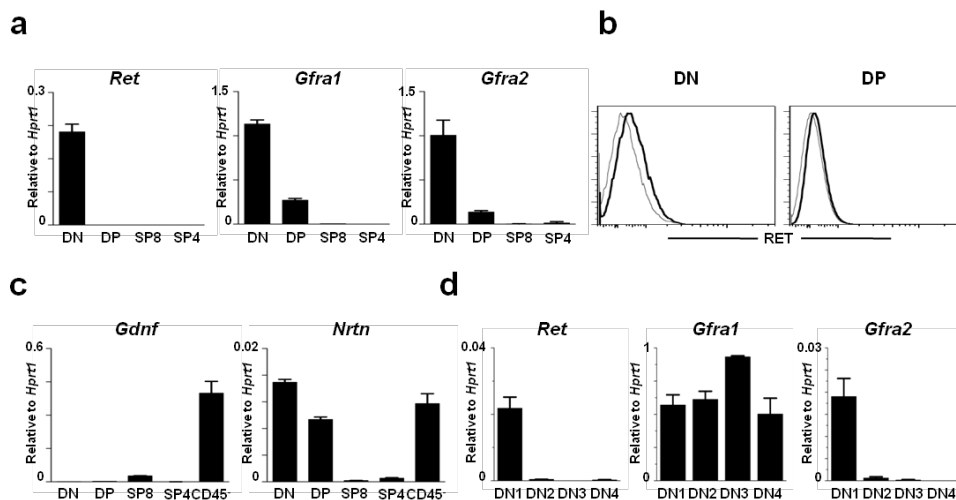 a
b
Ret
Gfra1
Gfra2
DN
DP
0.3
1.5
1.5
Relative to Hprt1
Relative to Hprt1
Relative to Hprt1
0
0
0
DN DP SP8 SP4
DN DP SP8 SP4
DN DP SP8 SP4
RET
c
d
Gdnf
Nrtn
Ret
Gfra1
Gfra2
0.6
0.02
0.04
1
0.03
Relative to Hprt1
Relative to Hprt1
Relative to Hprt1
Relative to Hprt1
Relative to Hprt1
0
0
0
0
0
DN DP SP8 SP4 CD45-
DN DP SP8 SP4 CD45-
DN1 DN2 DN3 DN4
DN1 DN2 DN3 DN4
DN1 DN2 DN3 DN4